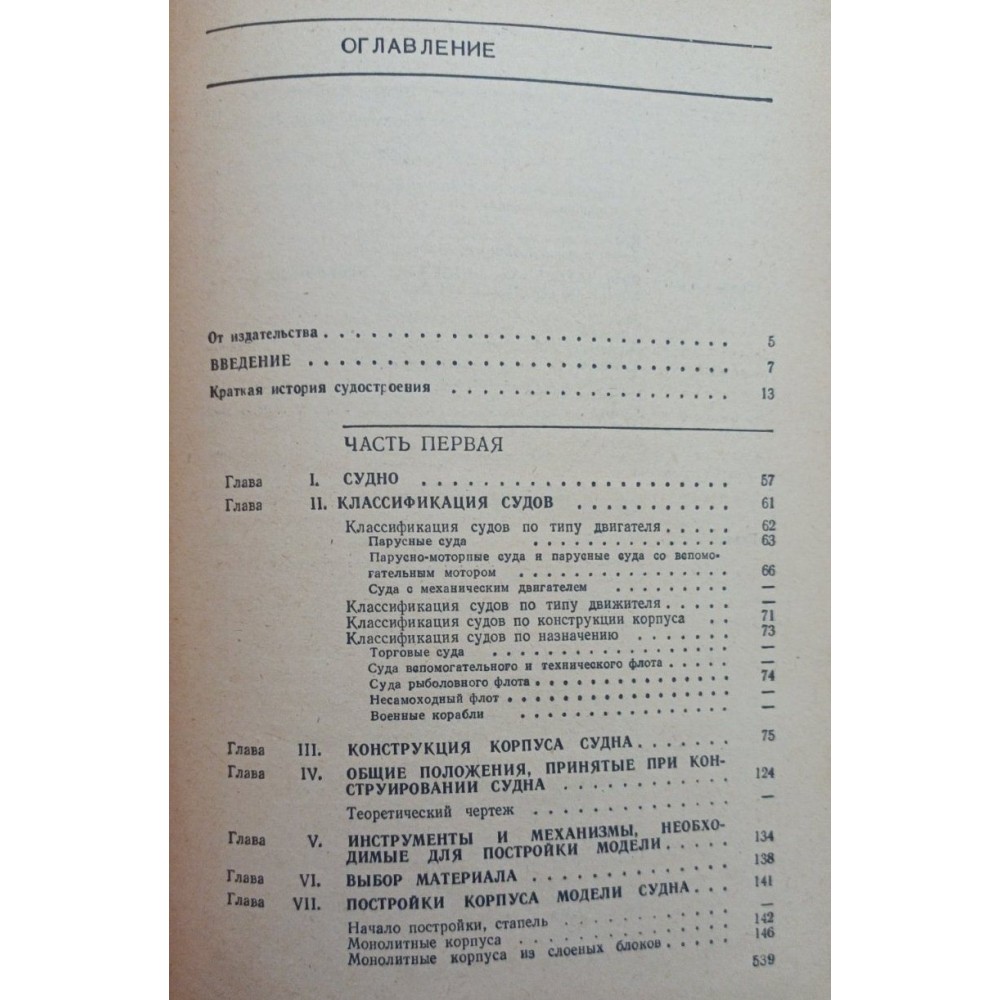 ОГЛАВЛЕНИЕ
От издательства . . . . . . . . . . . . . . . . . . . . 5
ВВЕДЕНИЕ . . . . . . . . . . . . . . . . . . . . 7
Краткая история судостроения . . . . . . . . . . . . . . 13
ЧАСТЬ ПЕРВАЯ
Глава I. СУДНО . . . . . . . . . . . . . . . 57
Глава II. КЛАССИФИКАЦИЯ СУДОВ . . . . . . . 61
Классификация судов по типу двигателя . . . . . 62
Парусные суда . . . . . . . . . . . 63
Парусно-моторные суда и парусные суда со вспомо-
гательным мотором . . . . . . . . . . . 66
Суда с механическим двигателем . . . . . . —
Классификация судов по типу движителя . . . . . —
Классификация судов по конструкции корпуса . . 71
Классификация судов по назначению . . . . . . 73
Торговые суда . . . . . . . . . . . . —
Суда вспомогательного и технического флота . . . . —
Суда рыболовного флота . . . . . . . . . . 74
Несамоходный флот . . . . . . . . . . . —
Военные корабли . . . . . . . . . . . —
Глава III. КОНСТРУКЦИЯ КОРПУСА СУДНА . . . . . 75
Глава IV. ОБЩИЕ ПОЛОЖЕНИЯ, ПРИНЯТЫЕ ПРИ КОН-
СТРУИРОВАНИИ СУДНА . . . . . . . . . 124
Теоретический чертеж . . . . . . . . . . . —
Глава V. ИНСТРУМЕНТЫ И МЕХАНИЗМЫ, НЕОБХО-
ДИМЫЕ ДЛЯ ПОСТРОЙКИ МОДЕЛИ . . . . 134
Глава VI. ВЫБОР МАТЕРИАЛА . . . . . . . . . . 138
Глава VII. ПОСТРОЙКИ КОРПУСА МОДЕЛИ СУДНА . . . 141
Начало постройки, стапель . . . . . . . . . —
Монолитные корпуса . . . . . . . . . . 142
Монолитные корпуса из слоеных блоков . . . . 146
539